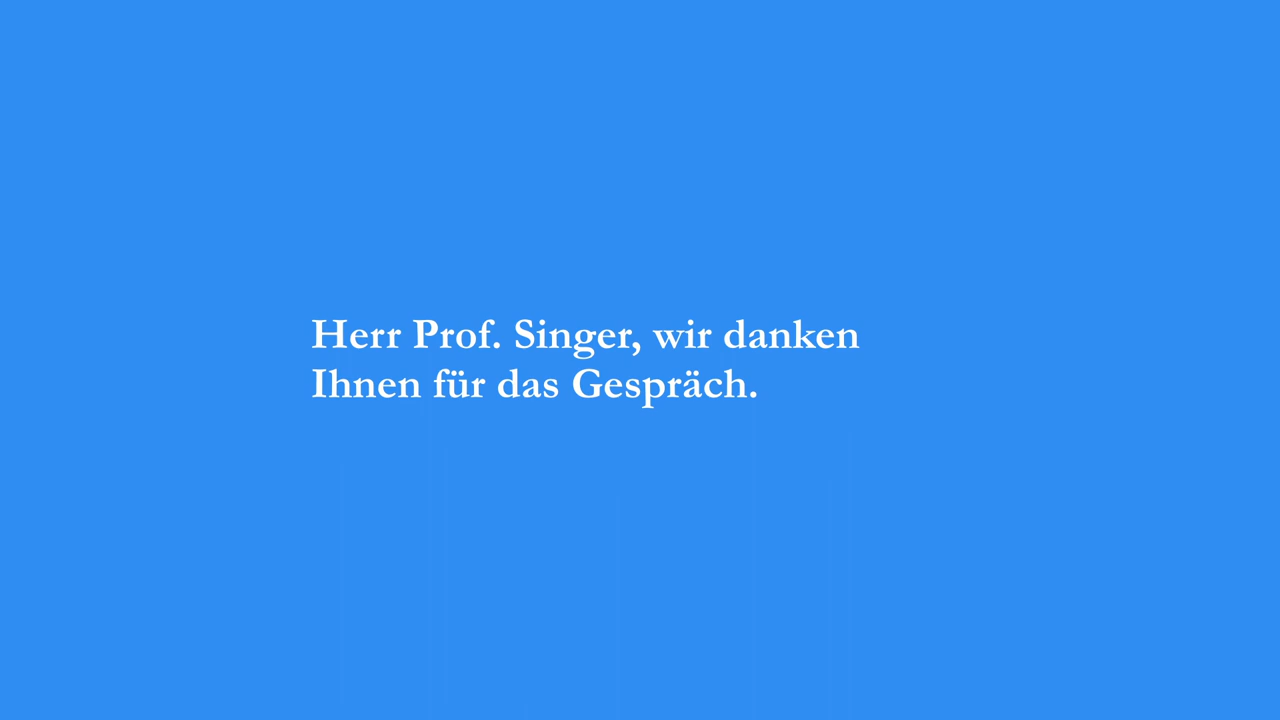 Herr Prof. Singer, wir danken
Ihnen für das Gespräch.